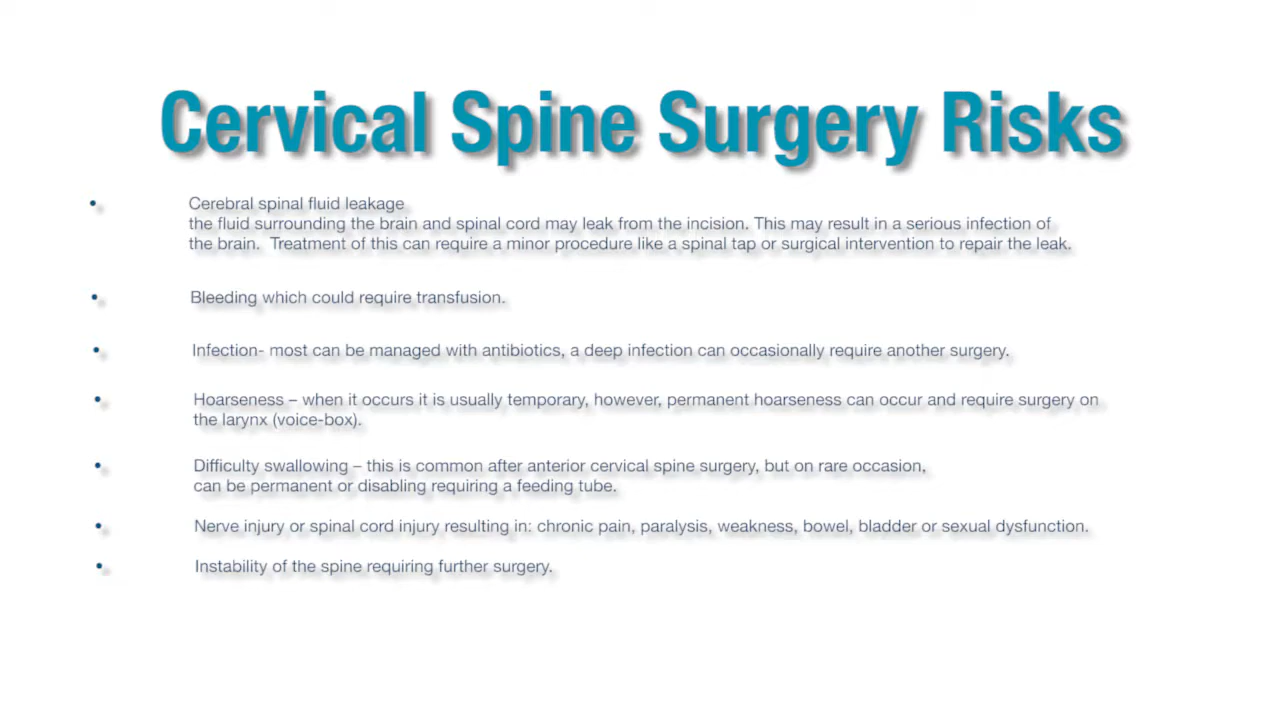 Cervical Spine Surgery Risks
• Cerebral spinal fluid leakage
the fluid surrounding the brain and spinal cord may leak from the incision. This may result in a serious infection of
the brain.  Treatment of this can require a minor procedure like a spinal tap or surgical intervention to repair the leak.
• Bleeding which could require transfusion.
• Infection- most can be managed with antibiotics, a deep infection can occasionally require another surgery.
• Hoarseness – when it occurs it is usually temporary, however, permanent hoarseness can occur and require surgery on
the larynx (voice-box).
• Difficulty swallowing – this is common after anterior cervical spine surgery, but on rare occasion,
can be permanent or disabling requiring a feeding tube.
• Nerve injury or spinal cord injury resulting in: chronic pain, paralysis, weakness, bowel, bladder or sexual dysfunction.
• Instability of the spine requiring further surgery.